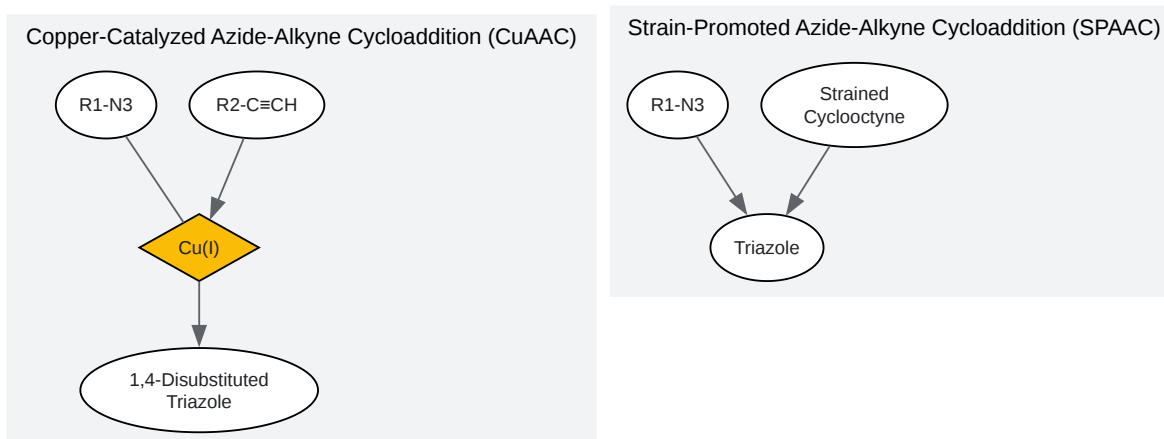 Copper-Catalyzed Azide-Alkyne Cycloaddition (CuAAC)
R1-N3
R2-C≡CH
Cu(I)
1,4-Disubstituted
Triazole
Strain-Promoted Azide-Alkyne Cycloaddition (SPAAC)
R1-N3
Strained
Cyclooctyne
Triazole